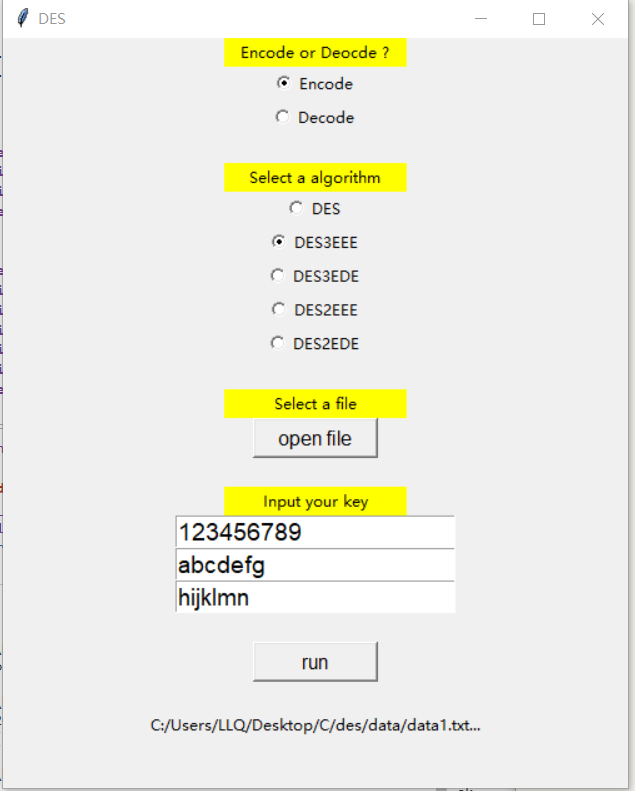 DES
Encode or Deocde ?
Encode
Decode
Select a algorithm
DES
DES3EEE
DES3EDE
DES2EEE
DES2EDE
Select a file
open file
Input your key
123456789
abcdefg
hijklmn
run
C:/Users/LLQ/Desktop/C/des/data/data1.txt...